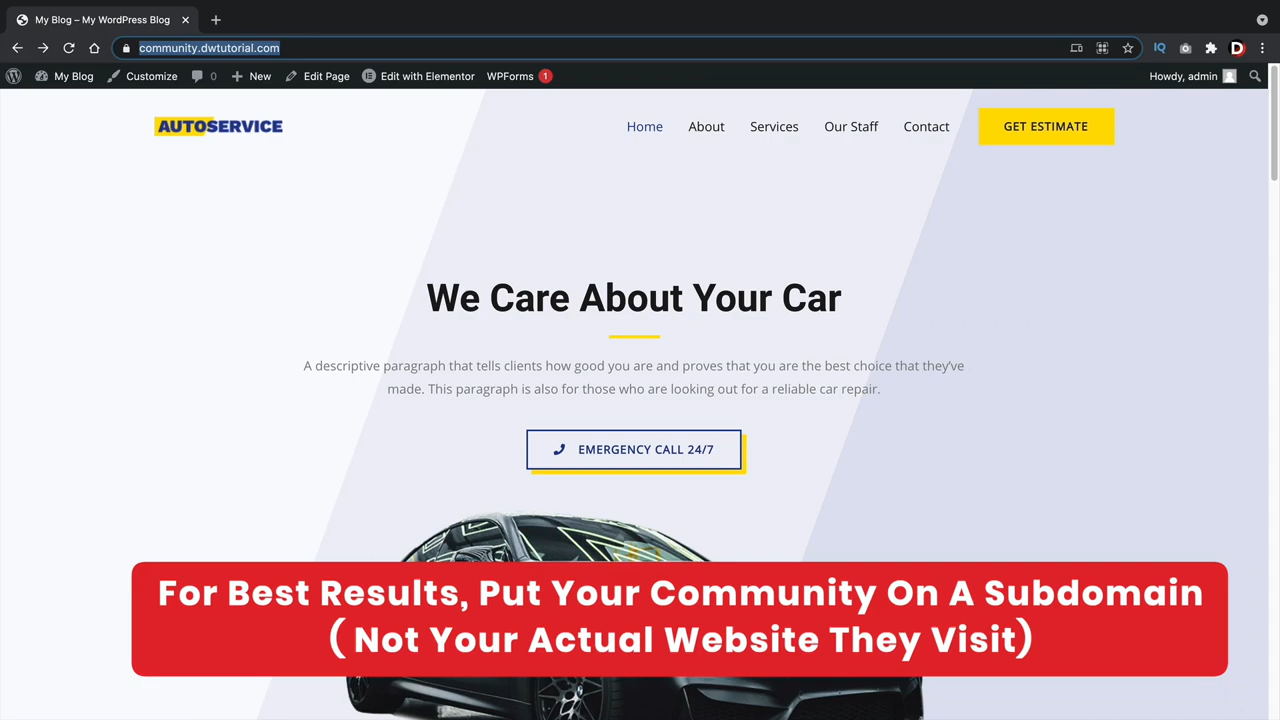 My Blog – My WordPress Blog
community.dwtutorial.com
IQ
D
My Blog Customize 0 New Edit Page Edit with Elementor WPForms 1 Howdy, admin
AUTOSERVICE Home About Services Our Staff Contact GET ESTIMATE
We Care About Your Car
A descriptive paragraph that tells clients how good you are and proves that you are the best choice that they’ve
made. This paragraph is also for those who are looking out for a reliable car repair.
EMERGENCY CALL 24/7
For Best Results, Put Your Community On A Subdomain
( Not Your Actual Website They Visit)